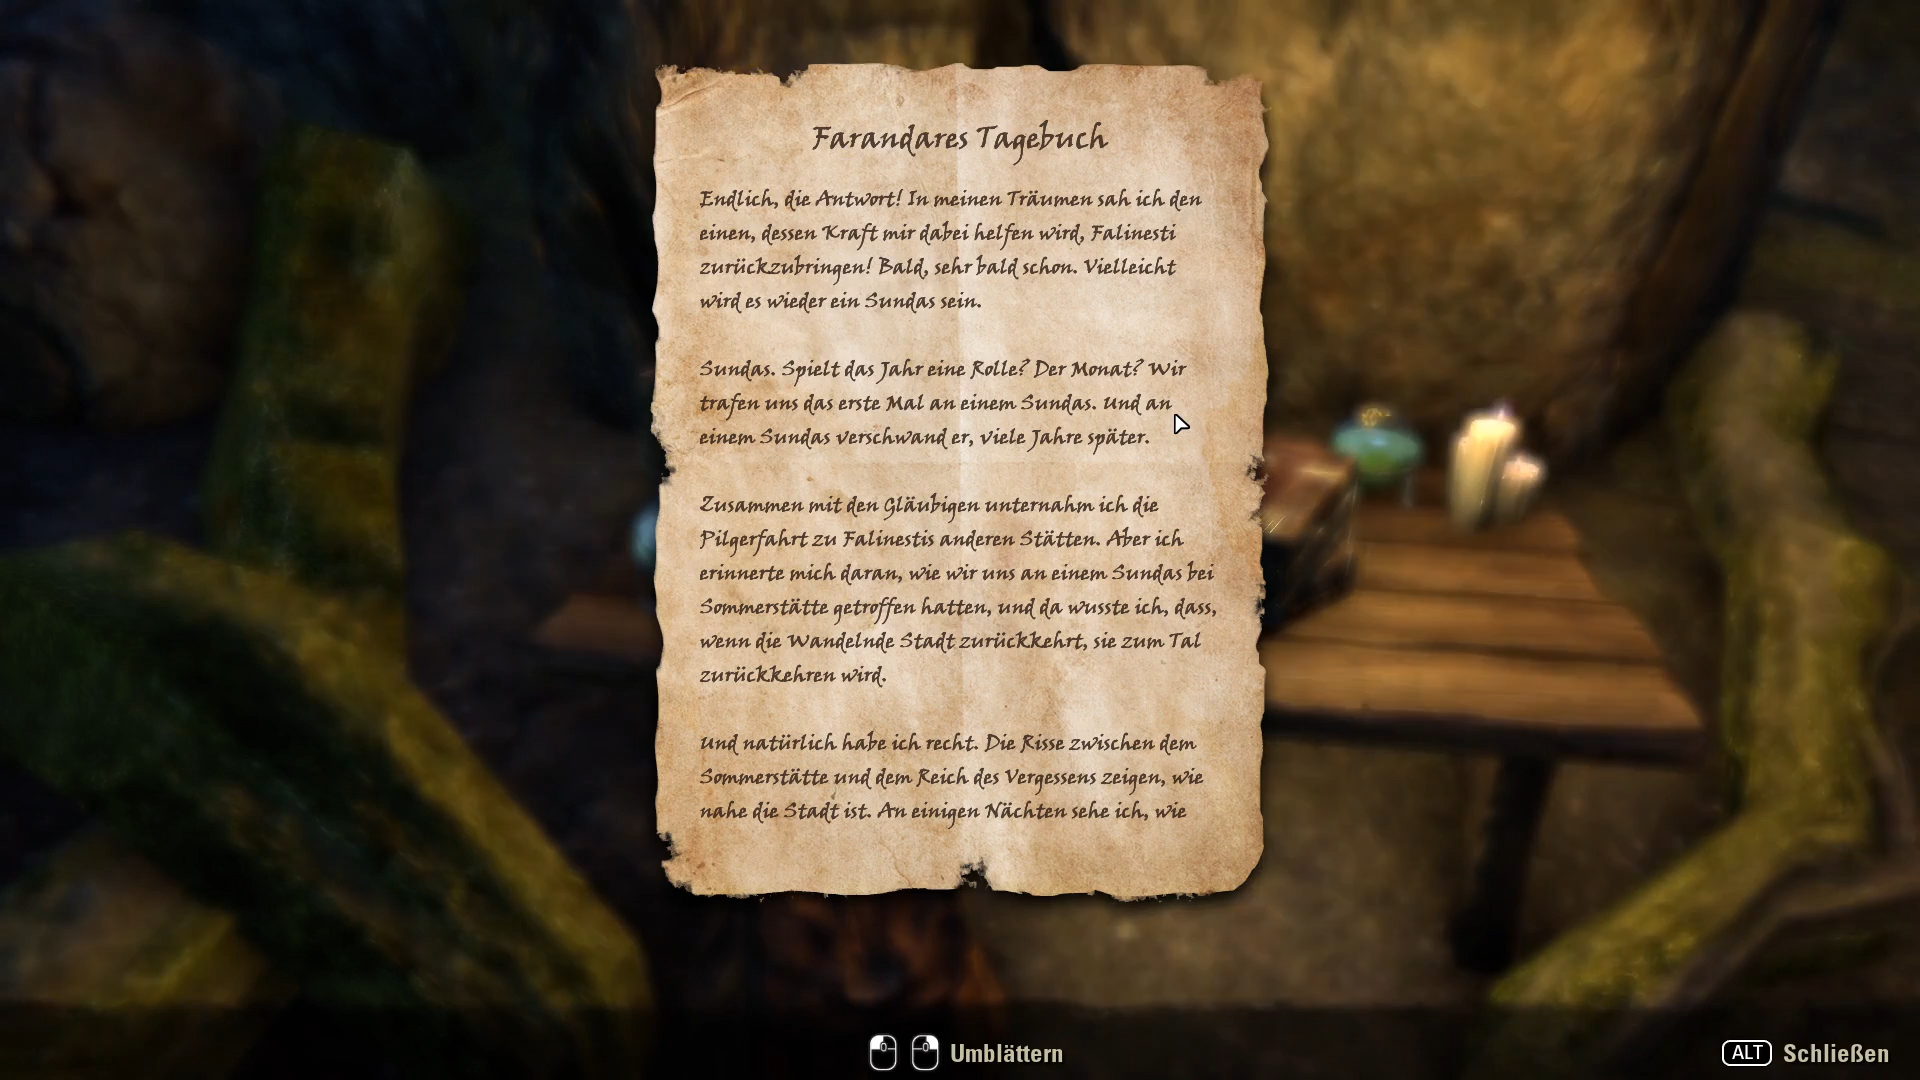 Farandares Tagebuch
Endlich, die Antwort! In meinen Träumen sah ich den
einen, dessen Kraft mir dabei helfen wird, Falinesti
zurückzubringen! Bald, sehr bald schon. Vielleicht
wird es wieder ein Sundas sein.
Sundas. Spielt das Jahr eine Rolle? Der Monat? Wir
trafen uns das erste Mal an einem Sundas. Und an
einem Sundas verschwand er, viele Jahre später.
Zusammen mit den Gläubigen unternahm ich die
Pilgerfahrt zu Falinestis anderen Stätten. Aber ich
erinnerte mich daran, wie wir uns an einem Sundas bei
Sommerstätte getroffen hatten, und da wusste ich, dass,
wenn die Wandelnde Stadt zurückkehrt, sie zum Tal
zurückkehren wird.
Und natürlich habe ich recht. Die Risse zwischen dem
Sommerstätte und dem Reich des Vergessens zeigen, wie
nahe die Stadt ist. An einigen Nächten sehe ich, wie
Umblättern
ALT Schließen